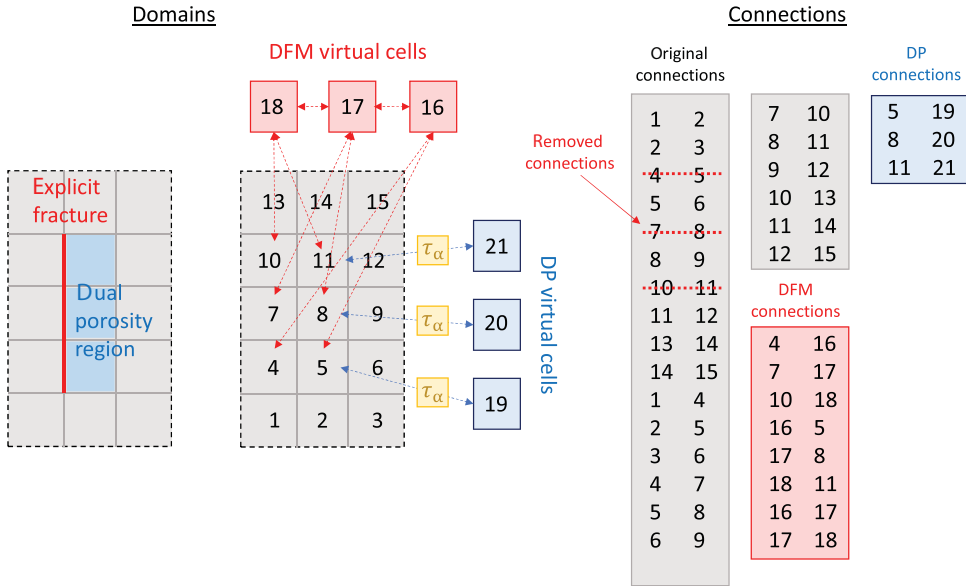 Domains
DFM virtual cells
18 17 16
Explicit
fracture
Dual
porosity
region
13 14 15
10 11 12
7 8 9
4 5 6
1 2 3
τα
τα
τα
21
20
19
DP virtual cells
Connections
Original
connections
Removed
connections
1 2
2 3
4 5
5 6
7 8
8 9
10 11
11 12
13 14
14 15
1 4
2 5
3 6
4 7
5 8
6 9
7 10
8 11
9 12
10 13
11 14
12 15
DFM
connections
4 16
7 17
10 18
16 5
17 8
18 11
16 17
17 18
DP
connections
5 19
8 20
11 21